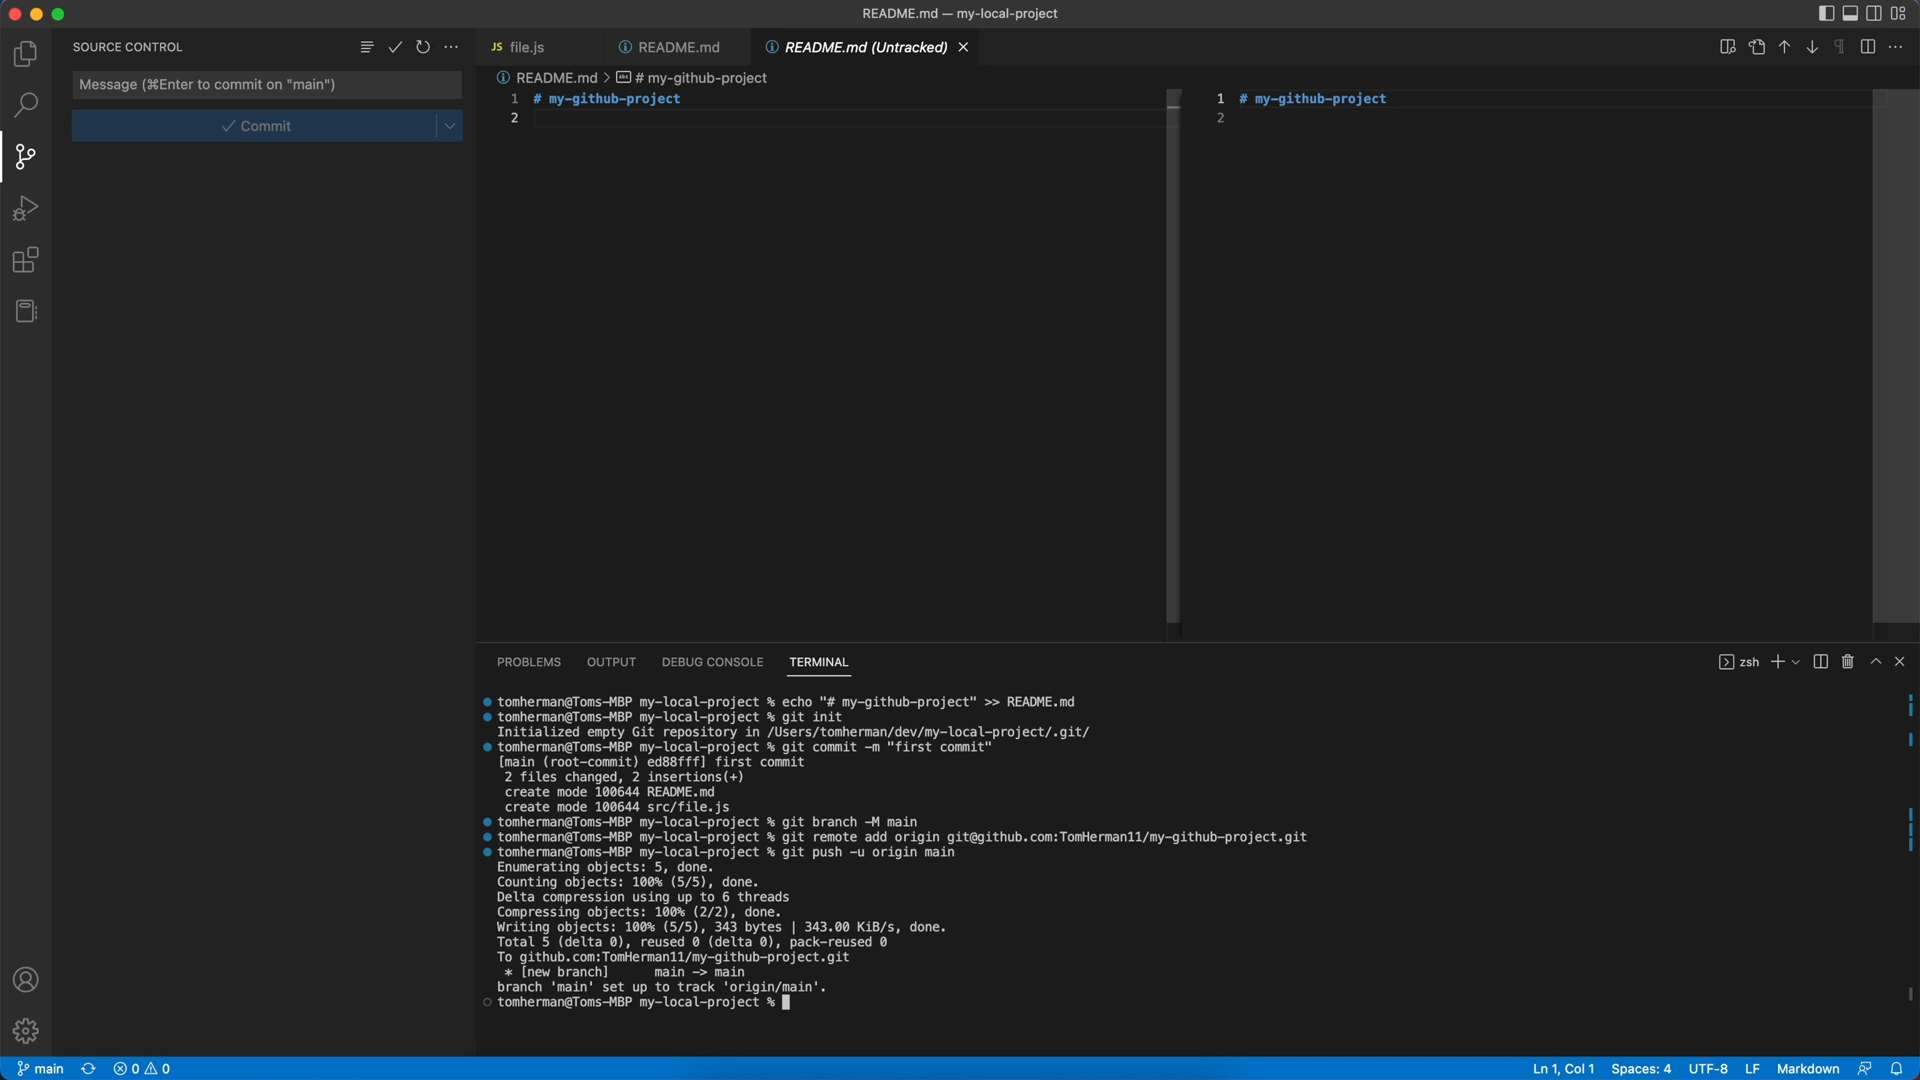 README.md — my-local-project
SOURCE CONTROL
Message (⌘Enter to commit on "main")
Commit
JS file.js
README.md
README.md (Untracked)
README.md > # my-github-project
1 # my-github-project
2
1 # my-github-project
2
PROBLEMS OUTPUT DEBUG CONSOLE TERMINAL
zsh
tomherman@Toms-MBP my-local-project % echo "# my-github-project" >> README.md
tomherman@Toms-MBP my-local-project % git init
Initialized empty Git repository in /Users/tomherman/dev/my-local-project/.git/
tomherman@Toms-MBP my-local-project % git commit -m "first commit"
[main (root-commit) ed88fff] first commit
2 files changed, 2 insertions(+)
create mode 100644 README.md
create mode 100644 src/file.js
tomherman@Toms-MBP my-local-project % git branch -M main
tomherman@Toms-MBP my-local-project % git remote add origin git@github.com:TomHerman11/my-github-project.git
tomherman@Toms-MBP my-local-project % git push -u origin main
Enumerating objects: 5, done.
Counting objects: 100% (5/5), done.
Delta compression using up to 6 threads
Compressing objects: 100% (2/2), done.
Writing objects: 100% (5/5), 343 bytes | 343.00 KiB/s, done.
Total 5 (delta 0), reused 0 (delta 0), pack-reused 0
To github.com:TomHerman11/my-github-project.git
* [new branch]      main -> main
branch 'main' set up to track 'origin/main'.
tomherman@Toms-MBP my-local-project %
main 0 0 Ln 1, Col 1 Spaces: 4 UTF-8 LF Markdown